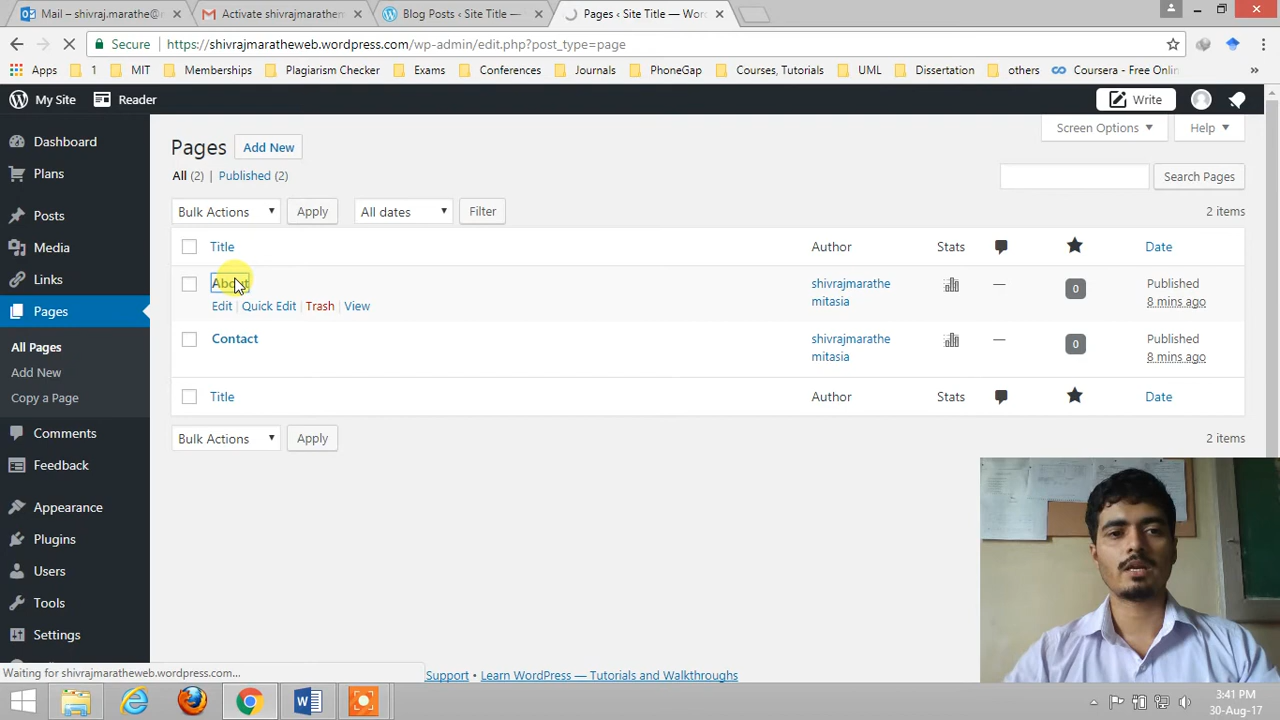 Mail – shivraj.marathe@m
Activate shivrajmarathem
Blog Posts ‹ Site Title —
Pages ‹ Site Title — Wor
Secure https://shivrajmaratheweb.wordpress.com/wp-admin/edit.php?post_type=page
Apps 1 MIT Memberships Plagiarism Checker Exams Conferences Journals PhoneGap Courses, Tutorials UML Dissertation others Coursera - Free Onlin »
My Site Reader Write
Screen Options Help
Pages Add New
All (2) | Published (2)
Search Pages
Bulk Actions Apply All dates Filter 2 items
Title Author Stats Date
About shivrajmarathe mitasia — 0 Published 8 mins ago
Edit | Quick Edit | Trash | View
Contact shivrajmarathe mitasia — 0 Published 8 mins ago
Title Author Stats Date
Bulk Actions Apply 2 items
Dashboard
Plans
Posts
Media
Links
Pages
All Pages
Add New
Copy a Page
Comments
Feedback
Appearance
Plugins
Users
Tools
Settings
Waiting for shivrajmaratheweb.wordpress.com...
Support | Learn WordPress — Tutorials and Walkthroughs
3:41 PM
30-Aug-17